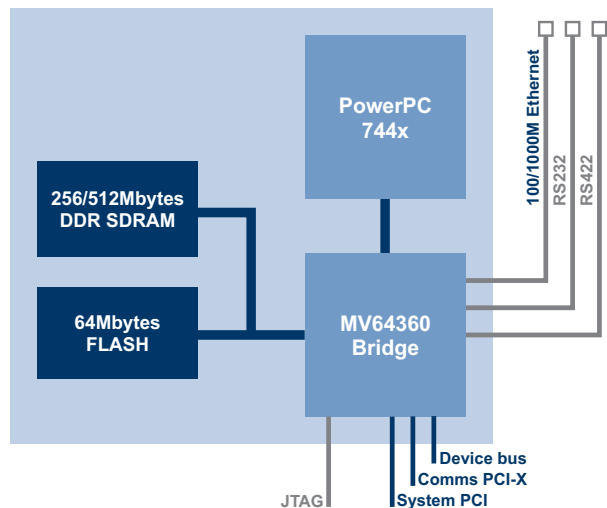 PowerPC
744x
100/1000M Ethernet
RS232
RS422
256/512Mbytes
DDR SDRAM
64Mbytes
FLASH
MV64360
Bridge
Device bus
Comms PCI-X
System PCI
JTAG